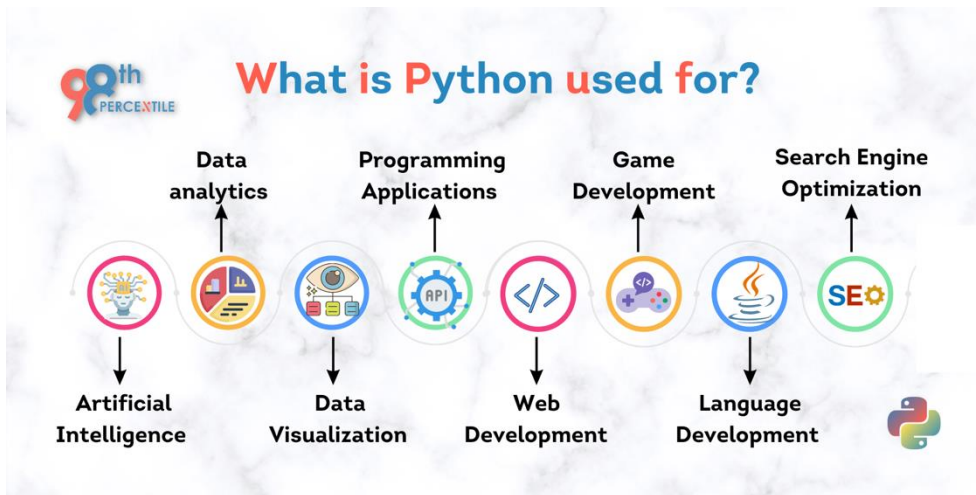 98th
PERCEXTILE
What is Python used for?
Data
analytics
Programming
Applications
Game
Development
Search Engine
Optimization
API
</>
</>
SEO
Artificial
Intelligence
Data
Visualization
Web
Development
Language
Development